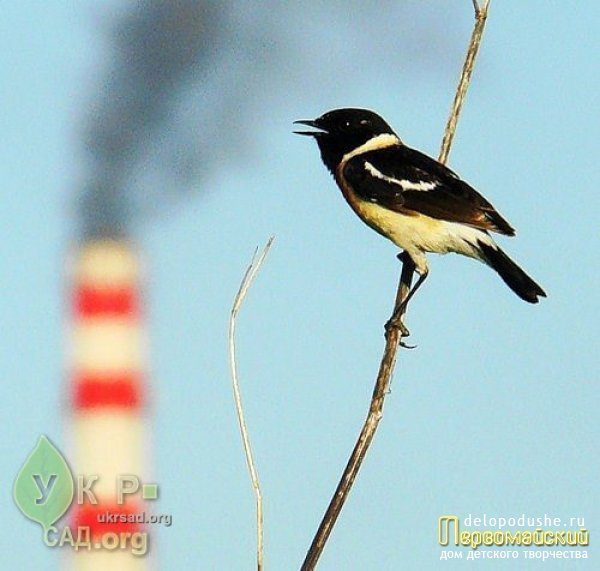 УКР
ukrsad.org
САД.org
delopodushe.ru
Первомайский
дом детского творчества